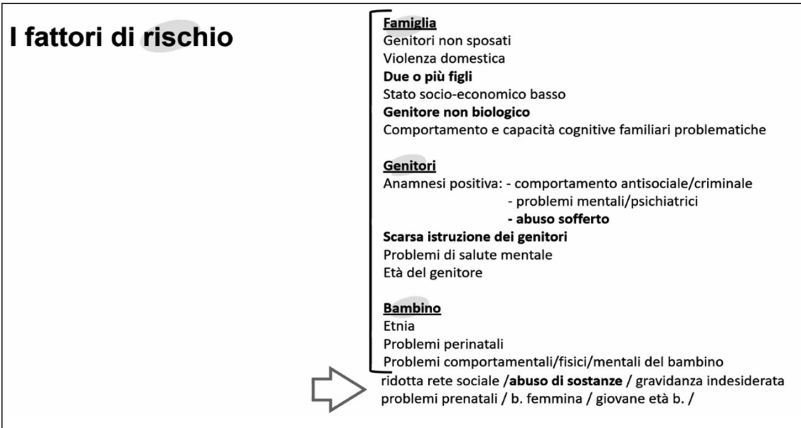 I fattori di rischio
Famiglia
Genitori non sposati
Violenza domestica
Due o più figli
Stato socio-economico basso
Genitore non biologico
Comportamento e capacità cognitive familiari problematiche
Genitori
Anamnesi positiva: - comportamento antisociale/criminale
- problemi mentali/psichiatrici
- abuso sofferto
Scarsa istruzione dei genitori
Problemi di salute mentale
Età del genitore
Bambino
Etnia
Problemi perinatali
Problemi comportamentali/fisici/mentali del bambino
ridotta rete sociale /abuso di sostanze / gravidanza indesiderata
problemi prenatali / b. femmina / giovane età b. /